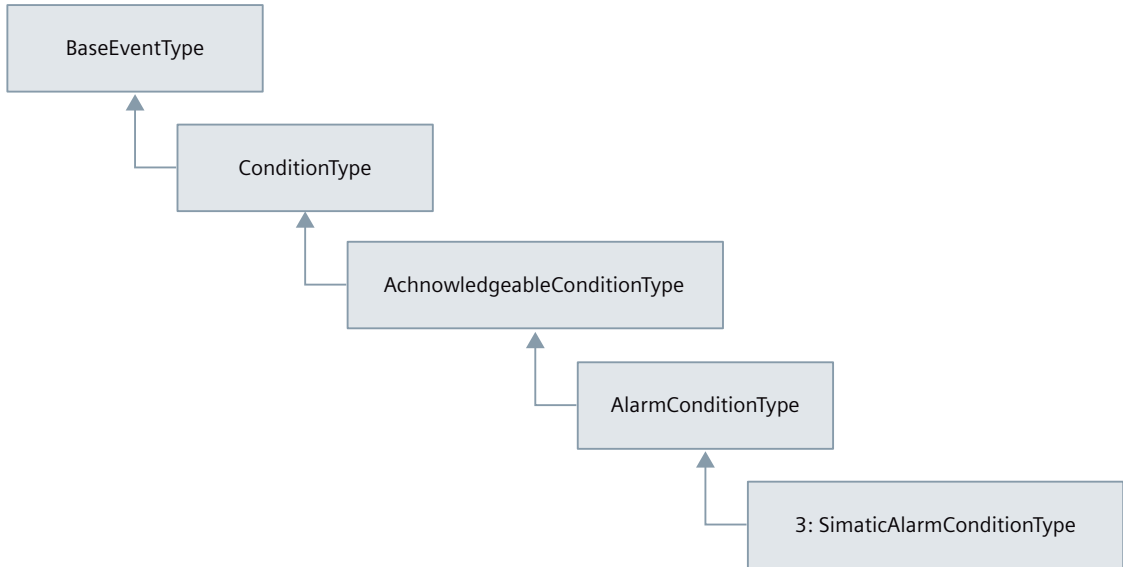 BaseEventType
ConditionType
AchnowledgeableConditionType
AlarmConditionType
3: SimaticAlarmConditionType